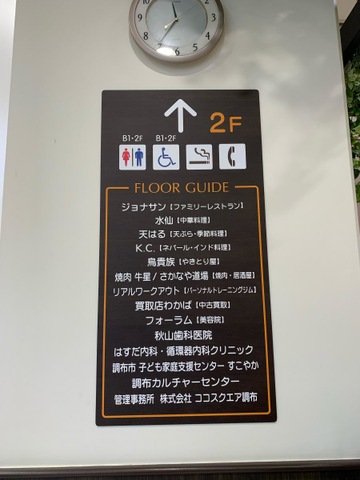 2F
B1・2F B1・2F
FLOOR GUIDE
ジョナサン【ファミリーレストラン】
水仙【中華料理】
天はる【天ぷら・季節料理】
K.C.【ネパール・インド料理】
鳥貴族【やきとり屋】
焼肉 牛星 / さかなや道場【焼肉・居酒屋】
リアルワークアウト【パーソナルトレーニングジム】
買取店わかば【中古買取】
フォーラム【美容院】
秋山歯科医院
はすだ内科・循環器内科クリニック
調布市 子ども家庭支援センター すこやか
調布カルチャーセンター
管理事務所 株式会社 ココスクエア調布